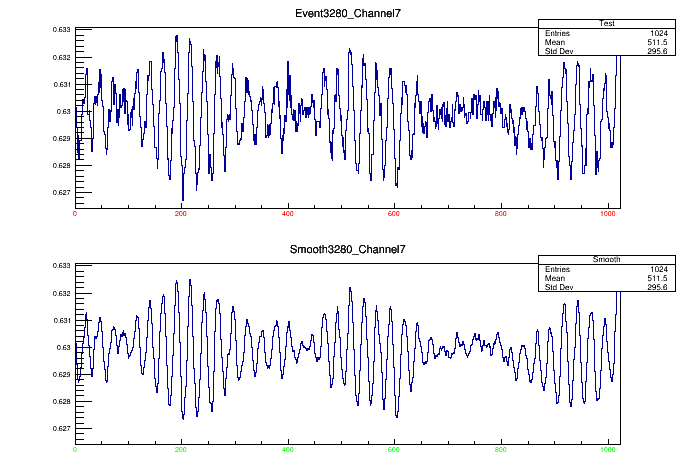 Event3280_Channel7
Test
Entries 1024
Mean 511.5
Std Dev 295.6
0.633
0.632
0.631
0.63
0.629
0.628
0.627
0 200 400 600 800 1000
Smooth3280_Channel7
Smooth
Entries 1024
Mean 511.5
Std Dev 295.6
0.633
0.632
0.631
0.63
0.629
0.628
0.627
0 200 400 600 800 1000